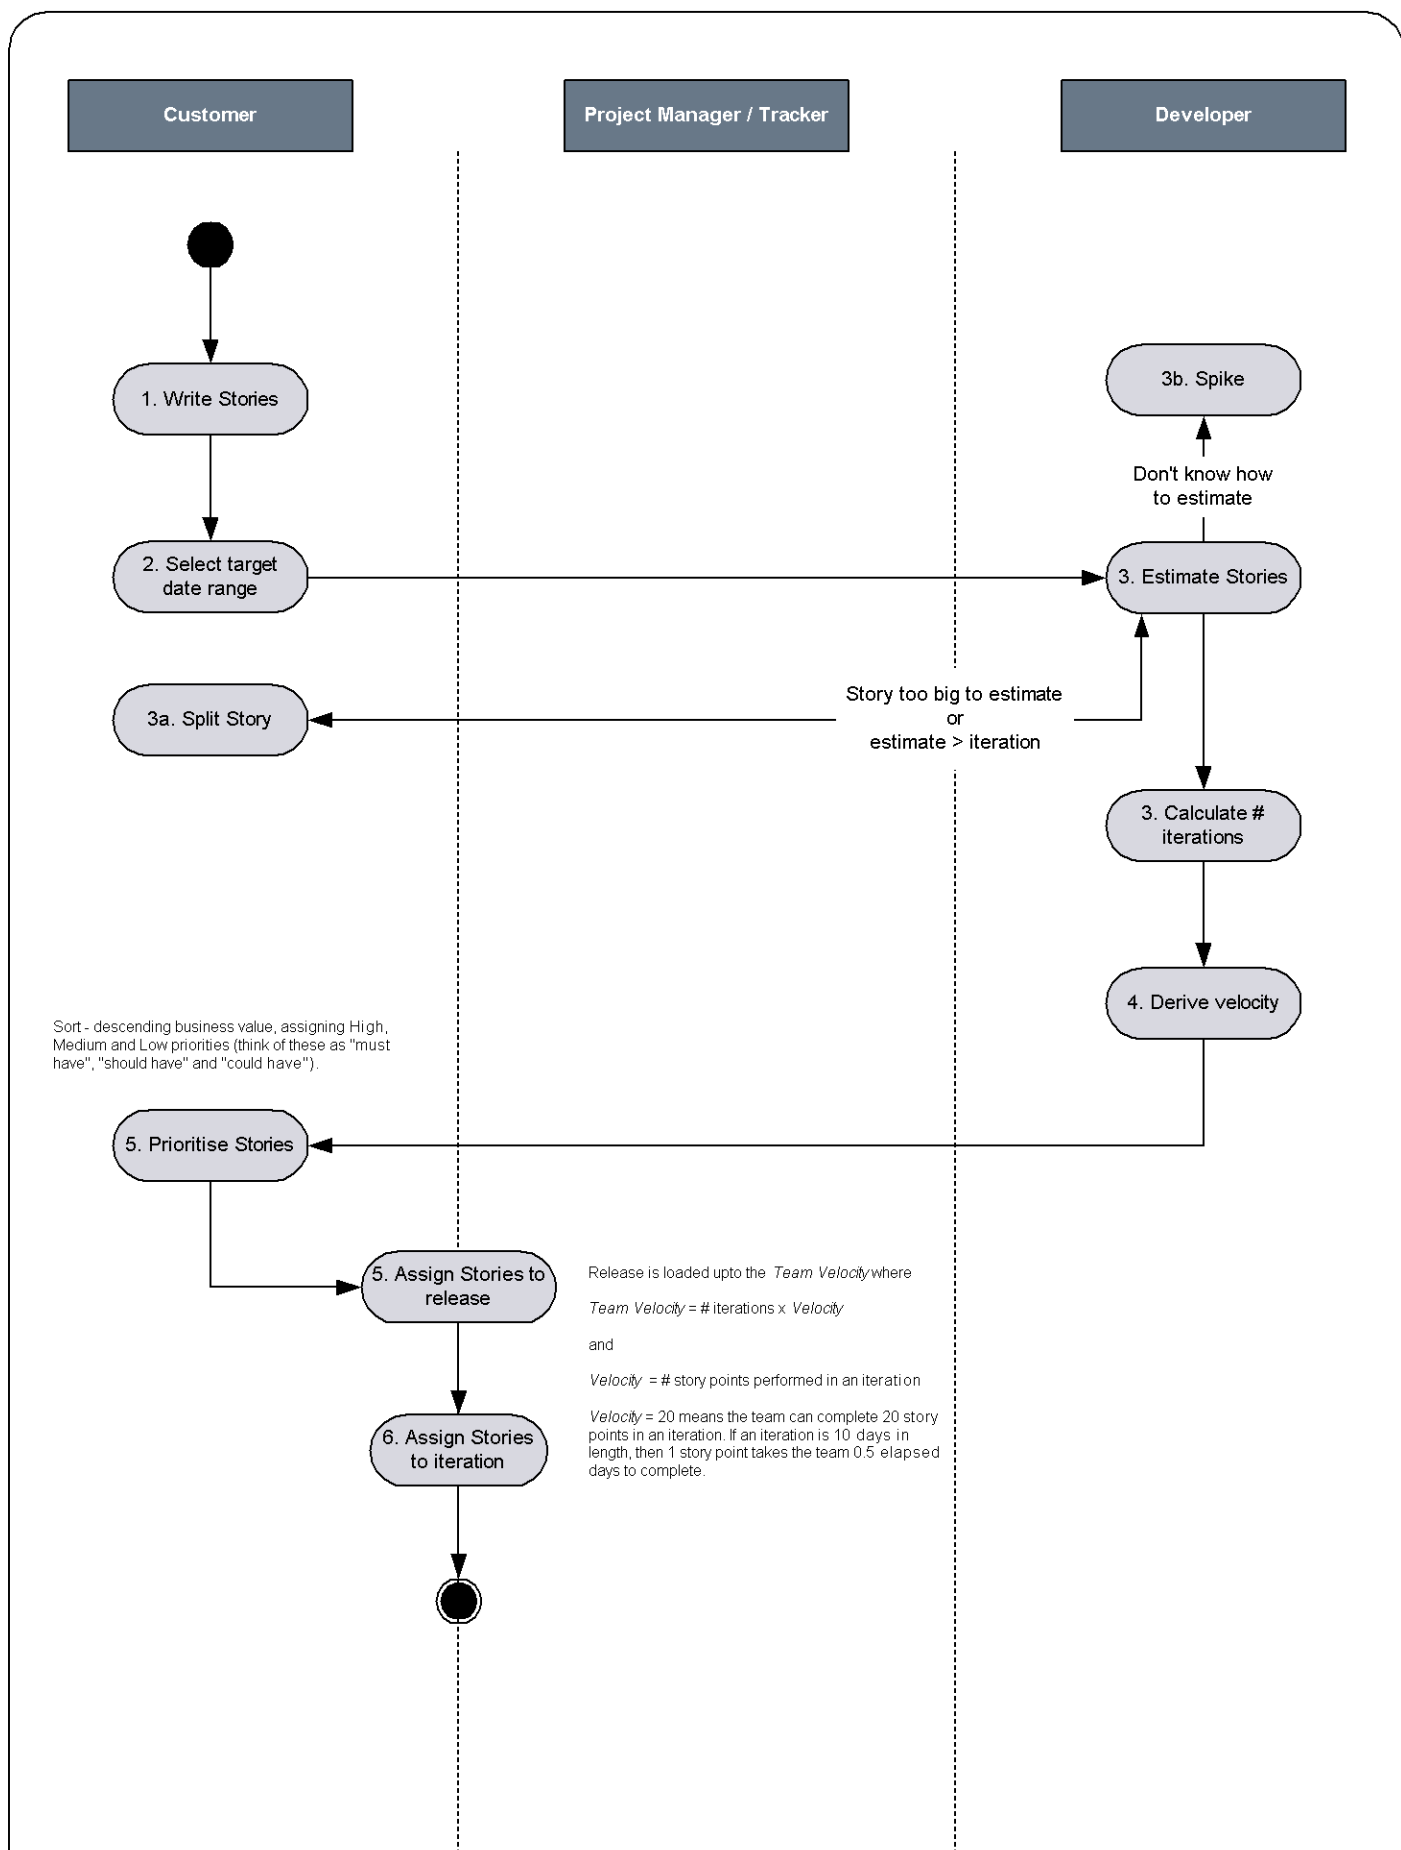 Customer
Project Manager / Tracker
Developer
1. Write Stories
3b. Spike
Don't know how
to estimate
2. Select target
date range
3. Estimate Stories
3a. Split Story
Story too big to estimate
or
estimate > iteration
3. Calculate #
iterations
4. Derive velocity
Sort - descending business value, assigning High,
Medium and Low priorities (think of these as "must
have", "should have" and "could have").
5. Prioritise Stories
5. Assign Stories to
release
Release is loaded upto the Team Velocity where
Team Velocity = # iterations x Velocity
and
Velocity = # story points performed in an iteration
Velocity = 20 means the team can complete 20 story
points in an iteration. If an iteration is 10 days in
length, then 1 story point takes the team 0.5 elapsed
days to complete.
6. Assign Stories
to iteration